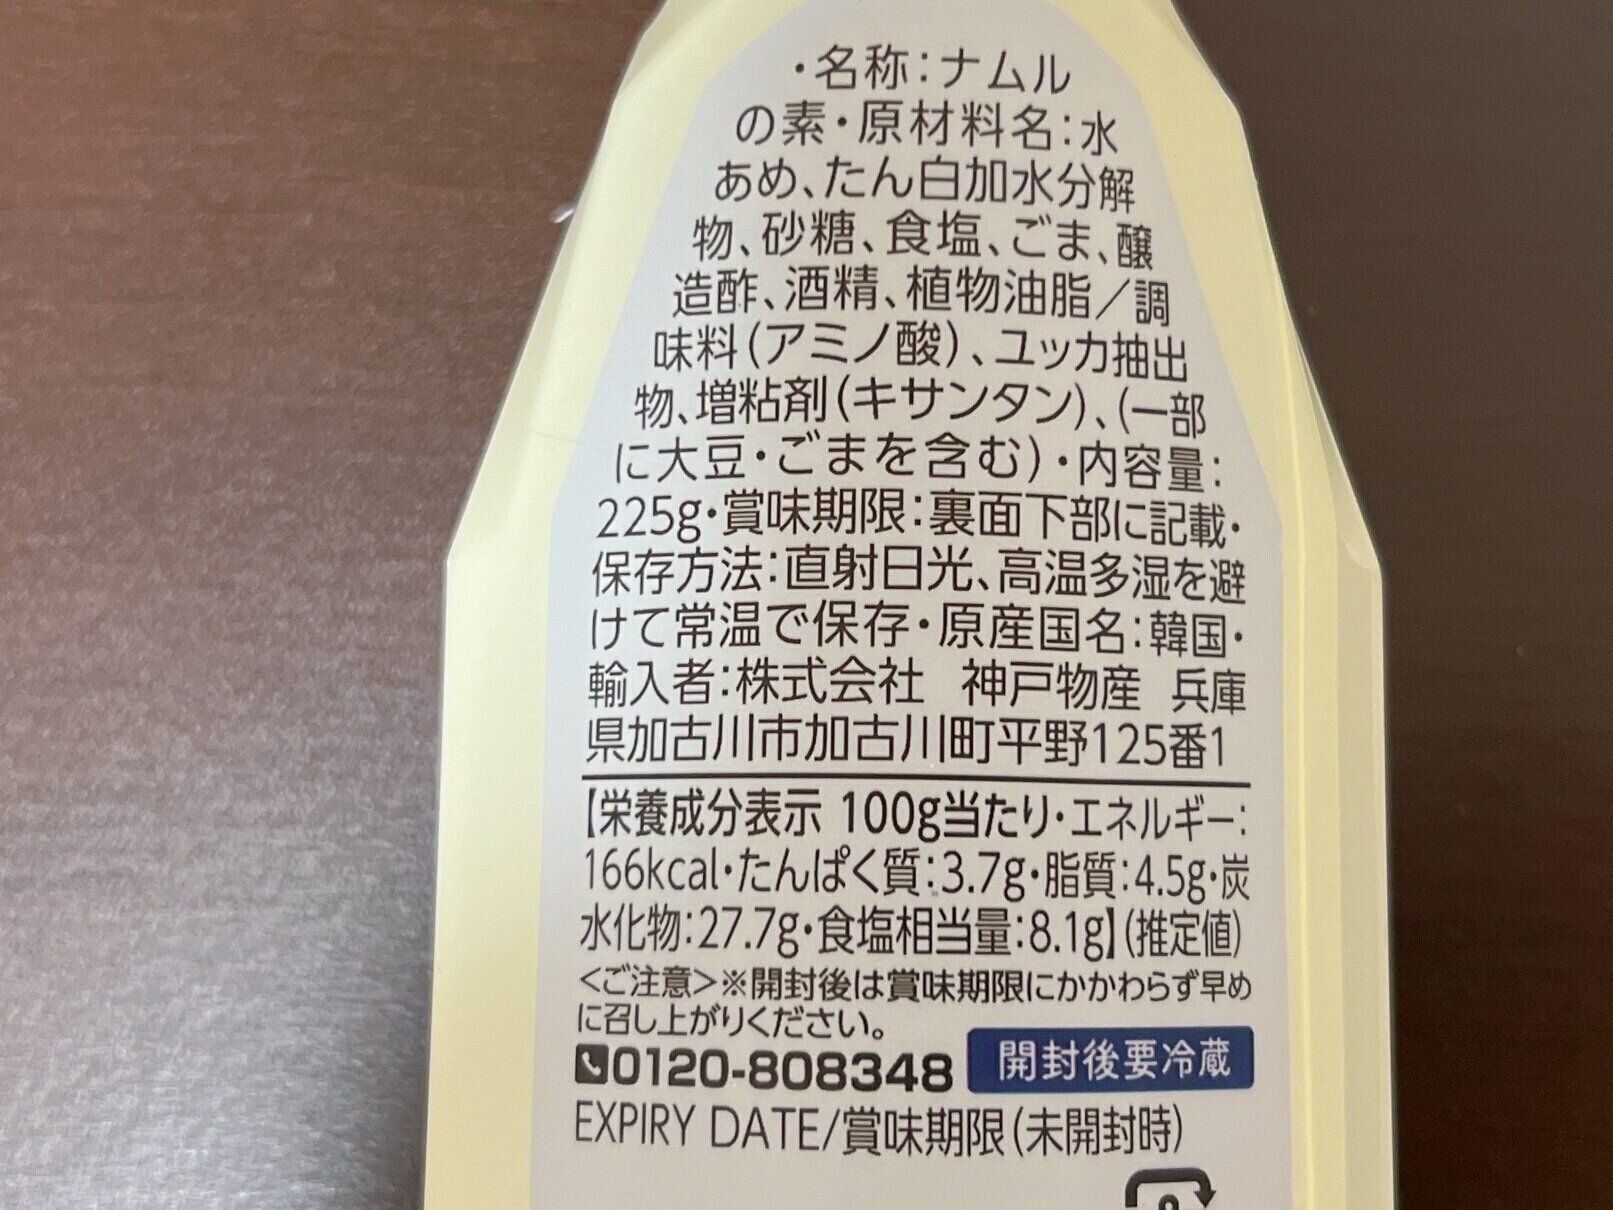 ・名称:ナムル
の素・原材料名:水
あめ、たん白加水分解
物、砂糖、食塩、ごま、醸
造酢、酒精、植物油脂/調
味料(アミノ酸)、ユッカ抽出
物、増粘剤(キサンタン)、(一部
に大豆・ごまを含む)・内容量:
225g・賞味期限:裏面下部に記載・
保存方法:直射日光、高温多湿を避
けて常温で保存・原産国名:韓国・
輸入者:株式会社 神戸物産 兵庫
県加古川市加古川町平野125番1
【栄養成分表示 100g当たり・エネルギー:
166kcal・たんぱく質:3.7g・脂質:4.5g・炭
水化物:27.7g・食塩相当量:8.1g】(推定値)
<ご注意>※開封後は賞味期限にかかわらず早め
に召し上がりください。
0120-808348 開封後要冷蔵
EXPIRY DATE/賞味期限(未開封時)